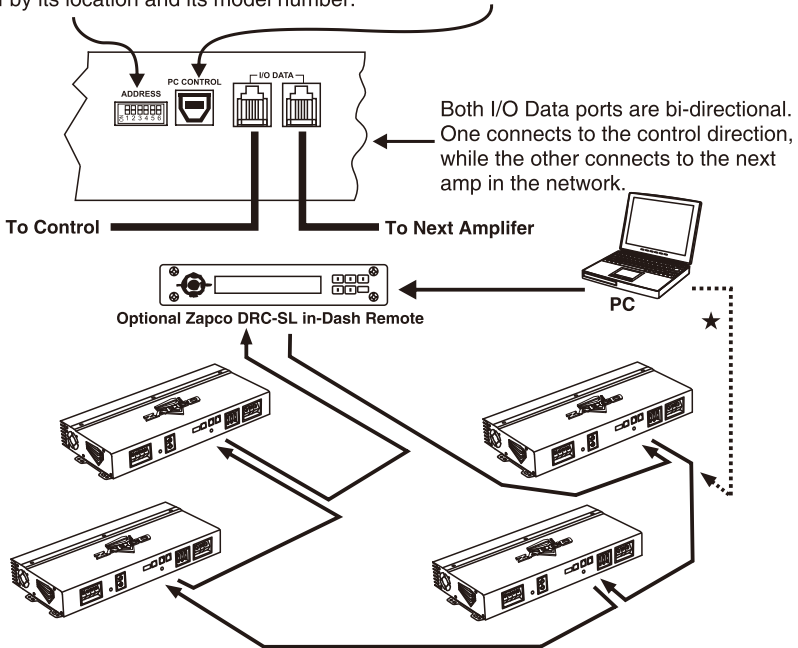 by its location and its model number.
ADDRESS
PC CONTROL
I/O DATA
ON
1 2 3 4 5 6
Both I/O Data ports are bi-directional.
One connects to the control direction,
while the other connects to the next
amp in the network.
To Control
To Next Amplifer
Optional Zapco DRC-SL in-Dash Remote
PC